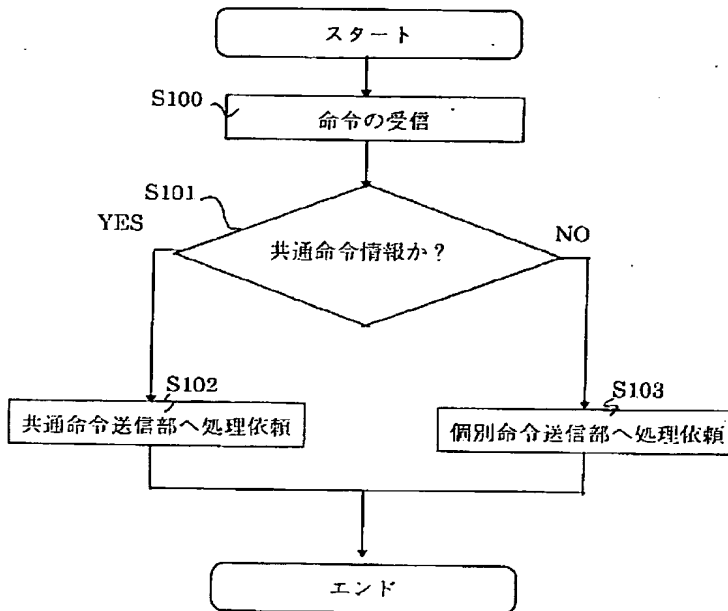 スタート
S100
命令の受信
S101
YES
共通命令情報か？
NO
S102
共通命令送信部へ処理依頼
S103
個別命令送信部へ処理依頼
エンド